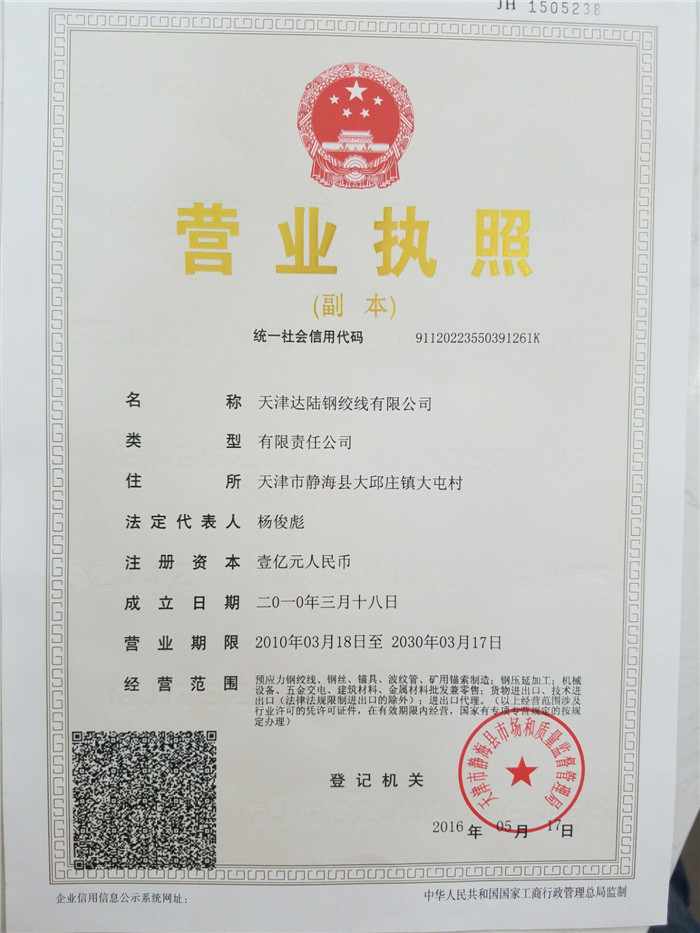 JH 1505238
营业执照
(副 本)
统一社会信用代码 91120223550391261K
名 称 天津达陆钢绞线有限公司
类 型 有限责任公司
住 所 天津市静海县大邱庄镇大屯村
法定代表人 杨俊彪
注 册 资 本 壹亿元人民币
成 立 日 期 二0一0年三月十八日
营 业 期 限 2010年03月18日至 2030年03月17日
经 营 范 围 预应力钢绞线、钢丝、锚具、波纹管、矿用锚索制造；钢压延加工；机械
设备、五金交电、建筑材料、金属材料批发兼零售；货物进出口、技术进
出口（法律法规限制进出口的除外）；进出口代理。（以上经营范围涉及
行业许可的凭许可证件，在有效期限内经营，国家有专项专营规定的按规
定办理）
天津市静海县市场和质量监督管理局
登 记 机 关
2016 年 05 月 17 日
企业信用信息公示系统网址：
中华人民共和国国家工商行政管理总局监制